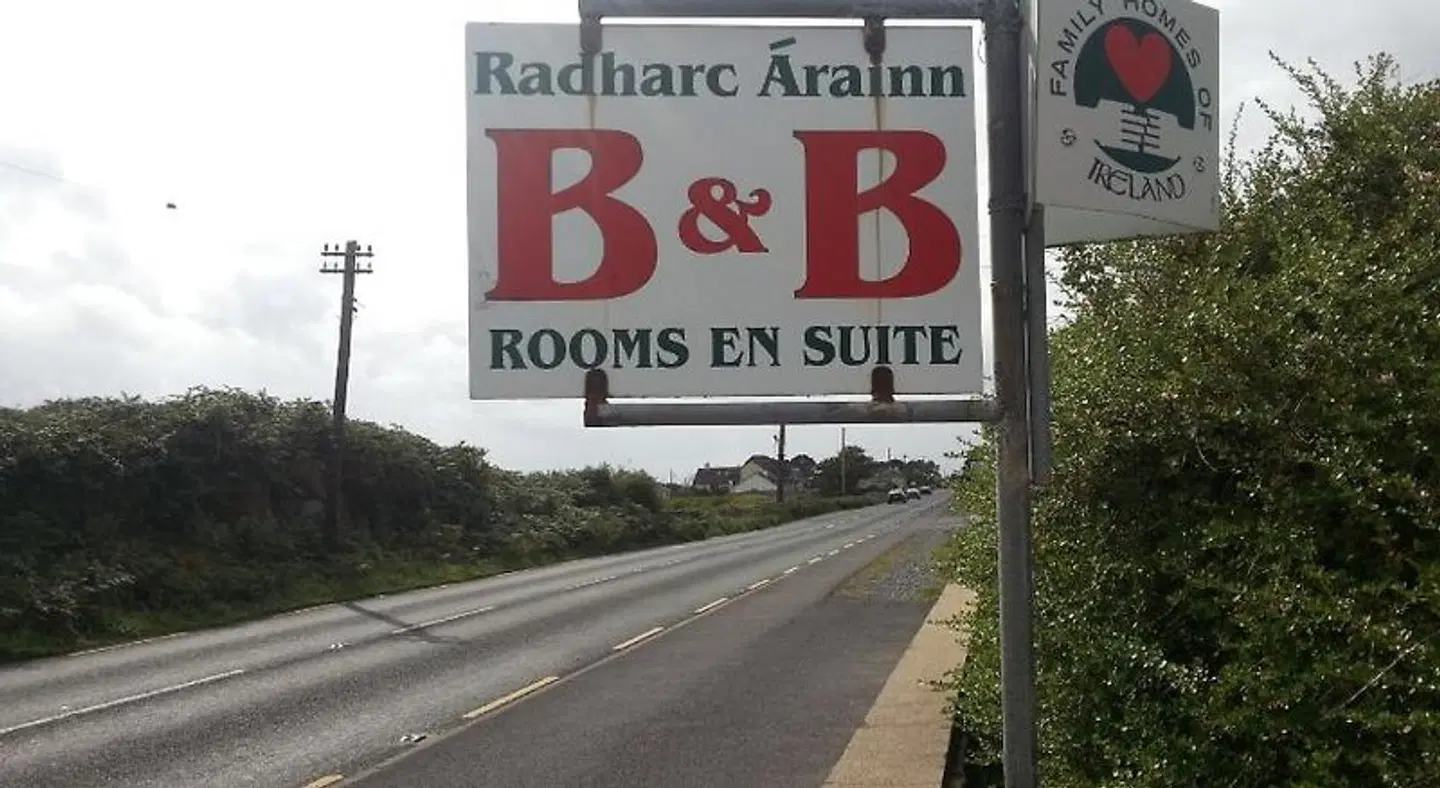 Radharc Árainn
B & B
ROOMS EN SUITE
FAMILY HOMES OF
IRELAND